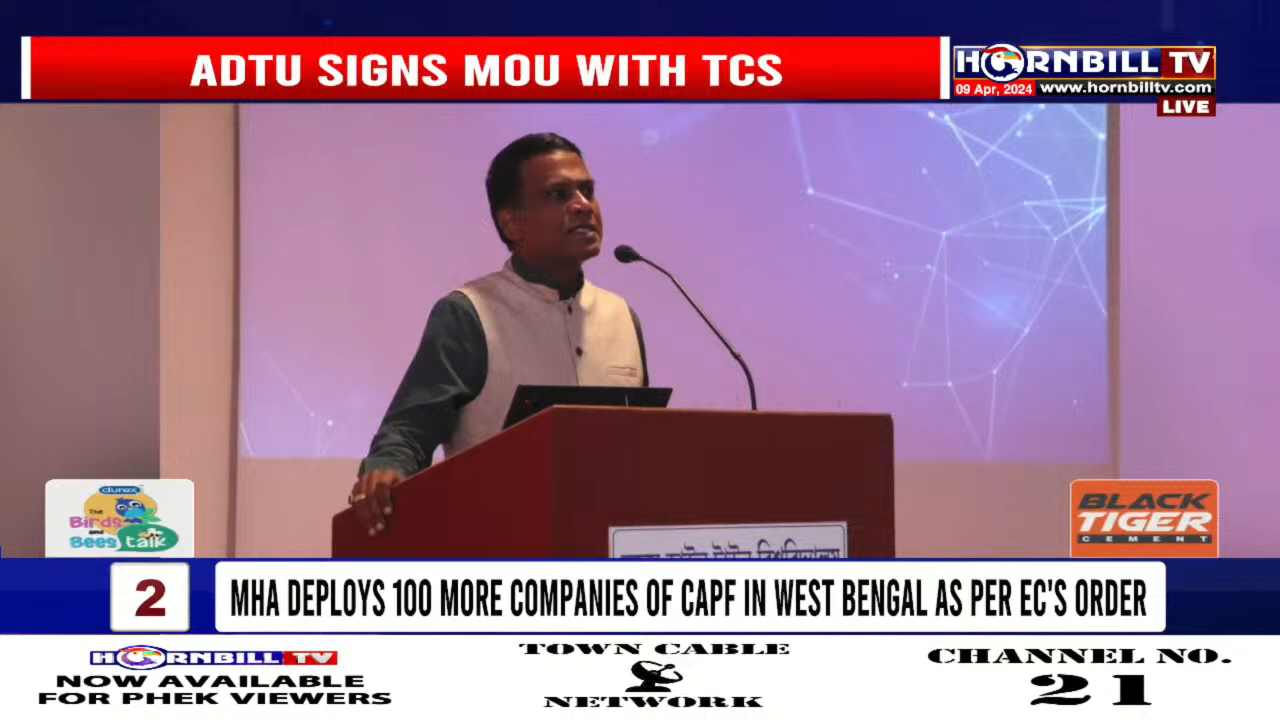 ADTU SIGNS MOU WITH TCS
HORNBILL TV
09 Apr, 2024 www.hornbilltv.com
LIVE
durex
The
Birds
and
Bees talk
BLACK
TIGER
CEMENT
2 MHA DEPLOYS 100 MORE COMPANIES OF CAPF IN WEST BENGAL AS PER EC'S ORDER
HORNBILL TV
NOW AVAILABLE
FOR PHEK VIEWERS
TOWN CABLE
NETWORK
CHANNEL NO.
21